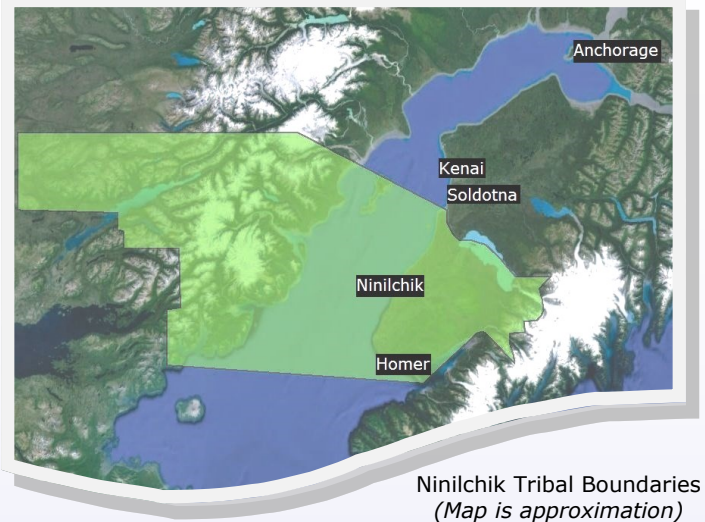 Anchorage
Kenai
Soldotna
Ninilchik
Homer
Ninilchik Tribal Boundaries
(Map is approximation)